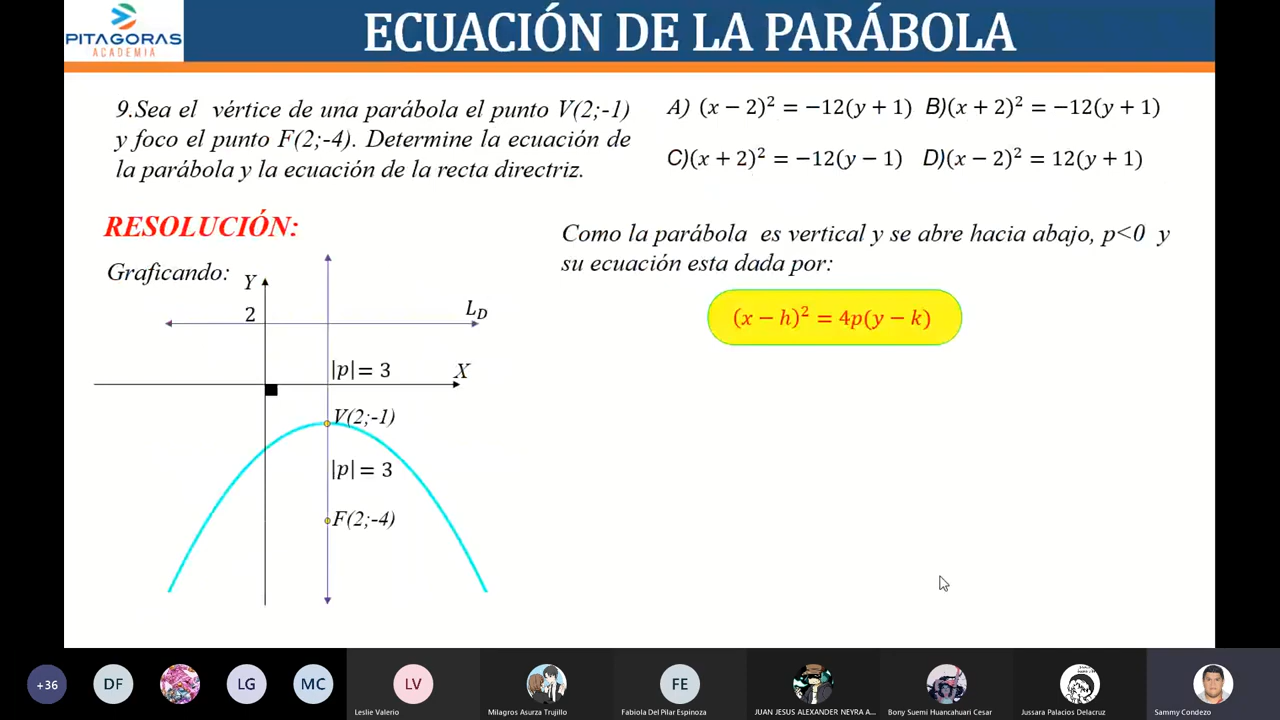 PITAGORAS
ACADEMIA
ECUACIÓN DE LA PARÁBOLA
9.Sea el vértice de una parábola el punto V(2;-1)
y foco el punto F(2;-4). Determine la ecuación de
la parábola y la ecuación de la recta directriz.
A) (x − 2)² = −12(y + 1) B)(x + 2)² = −12(y + 1)
C)(x + 2)² = −12(y − 1) D)(x − 2)² = 12(y + 1)
RESOLUCIÓN:
Graficando:
Y
2
L_D
|p| = 3
X
V(2;-1)
|p| = 3
F(2;-4)
Como la parábola es vertical y se abre hacia abajo, p<0 y
su ecuación esta dada por:
(x − h)² = 4p(y − k)
+36
DF
LG
MC
LV
FE
Leslie Valerio
Milagros Asurza Trujillo
Fabiola Del Pilar Espinoza
JUAN JESUS ALEXANDER NEYRA A...
Bony Suemi Huancahuari Cesar
Jussara Palacios Delacruz
Sammy Condezo